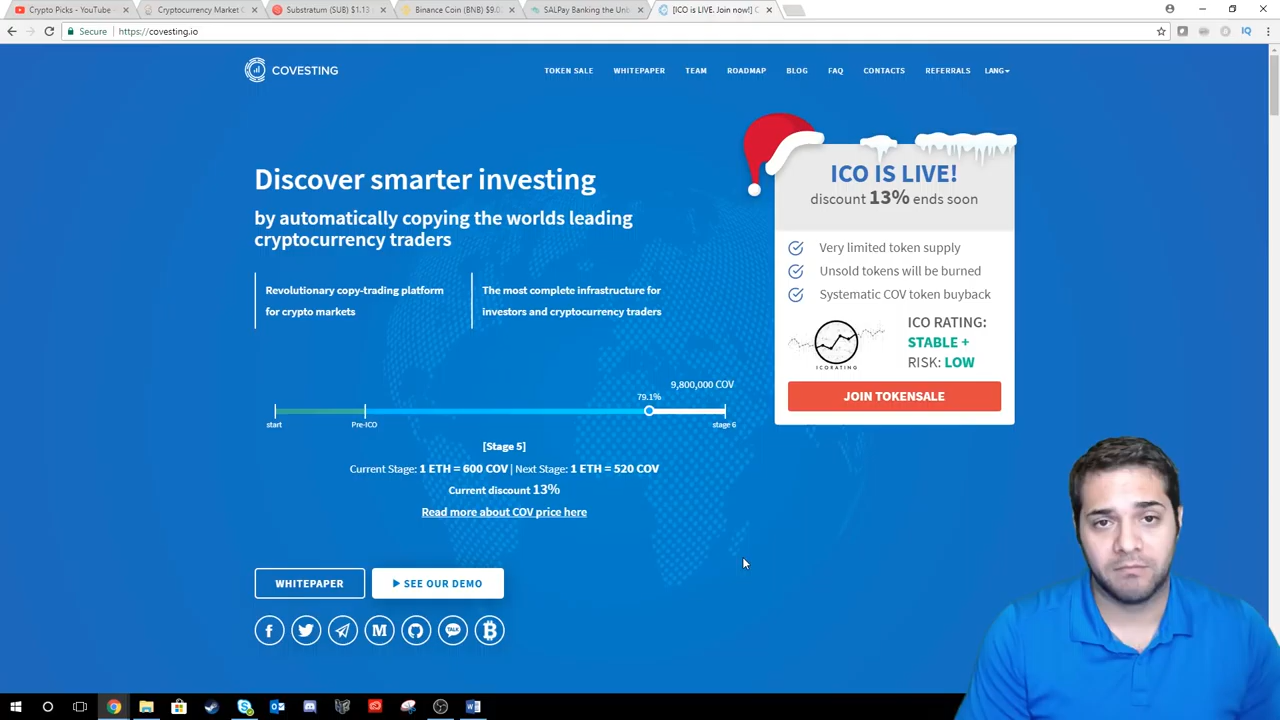 Crypto Picks - YouTube
Cryptocurrency Market C
Substratum (SUB) $1.13
Binance Coin (BNB) $9.0
SALPay Banking the Unb
[ICO is LIVE. Join now!] C
Secure
https://covesting.io
IQ
COVESTING
TOKEN SALE
WHITEPAPER
TEAM
ROADMAP
BLOG
FAQ
CONTACTS
REFERRALS
LANG
Discover smarter investing
by automatically copying the worlds leading
cryptocurrency traders
Revolutionary copy-trading platform
for crypto markets
The most complete infrastructure for
investors and cryptocurrency traders
ICO IS LIVE!
discount 13% ends soon
Very limited token supply
Unsold tokens will be burned
Systematic COV token buyback
ICORATING
ICO RATING:
STABLE +
RISK: LOW
JOIN TOKENSALE
9,800,000 COV
79.1%
start
Pre-ICO
stage 6
[Stage 5]
Current Stage: 1 ETH = 600 COV | Next Stage: 1 ETH = 520 COV
Current discount 13%
Read more about COV price here
WHITEPAPER
SEE OUR DEMO
TALK